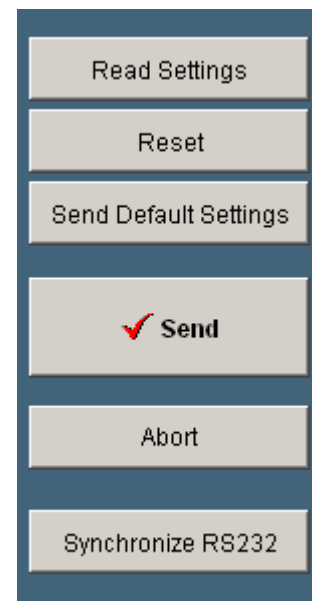 Read Settings
Reset
Send Default Settings
Send
Abort
Synchronize RS232